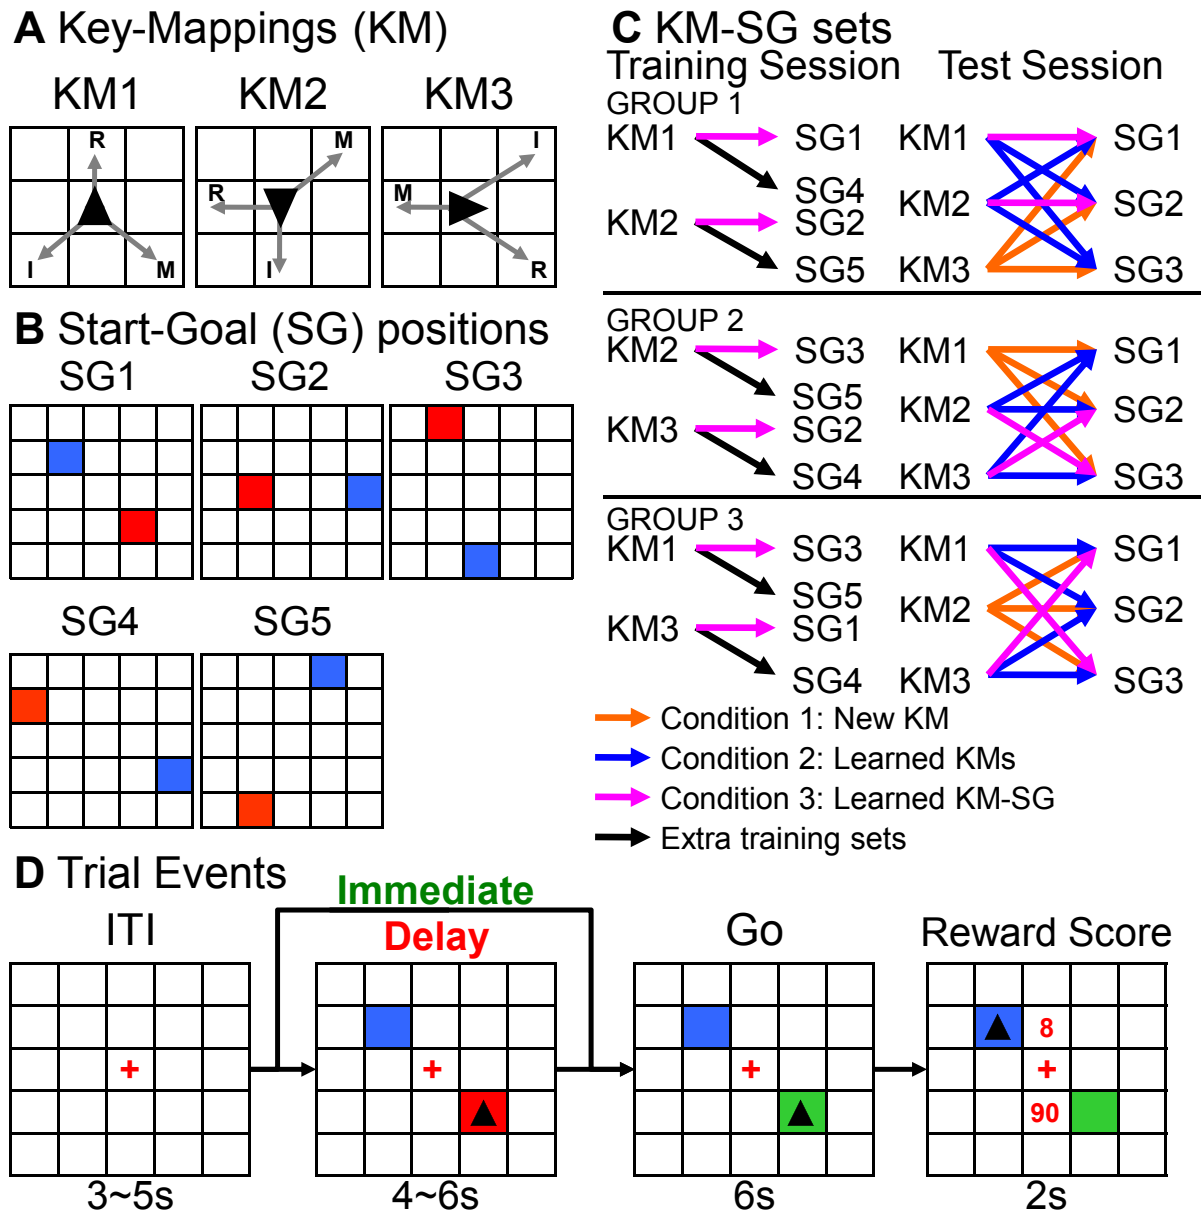 A Key-Mappings (KM)
KM1 KM2 KM3
R
I
M
M
R
I
I
M
R
B Start-Goal (SG) positions
SG1 SG2 SG3
SG4 SG5
C KM-SG sets
Training Session Test Session
GROUP 1
KM1 SG1 KM1 SG1
SG4
KM2 SG2 KM2 SG2
SG5 KM3 SG3
GROUP 2
KM2 SG3 KM1 SG1
SG5
KM3 SG2 KM2 SG2
SG4 KM3 SG3
GROUP 3
KM1 SG3 KM1 SG1
SG5
KM3 SG1 KM2 SG2
SG4 KM3 SG3
Condition 1: New KM
Condition 2: Learned KMs
Condition 3: Learned KM-SG
Extra training sets
D Trial Events
Immediate
ITI Delay Go Reward Score
+ + + 8
+
90
3~5s 4~6s 6s 2s